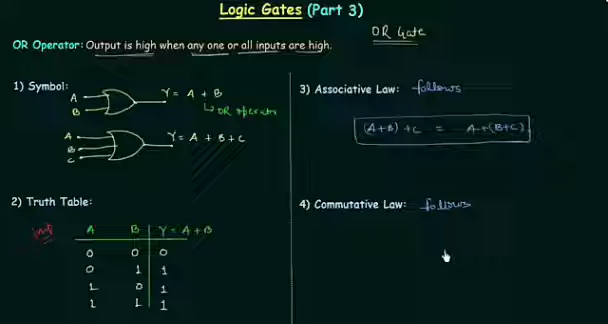 Logic Gates (Part 3)
OR Gate
OR Operator: Output is high when any one or all inputs are high.
1) Symbol:
A
B
Y = A + B
OR operator
A
B
C
Y = A + B + C
2) Truth Table:
A B Y = A + B
0 0 0
0 1 1
1 0 1
1 1 1
3) Associative Law: follows
(A+B) + C = A+(B+C)
4) Commutative Law: follows